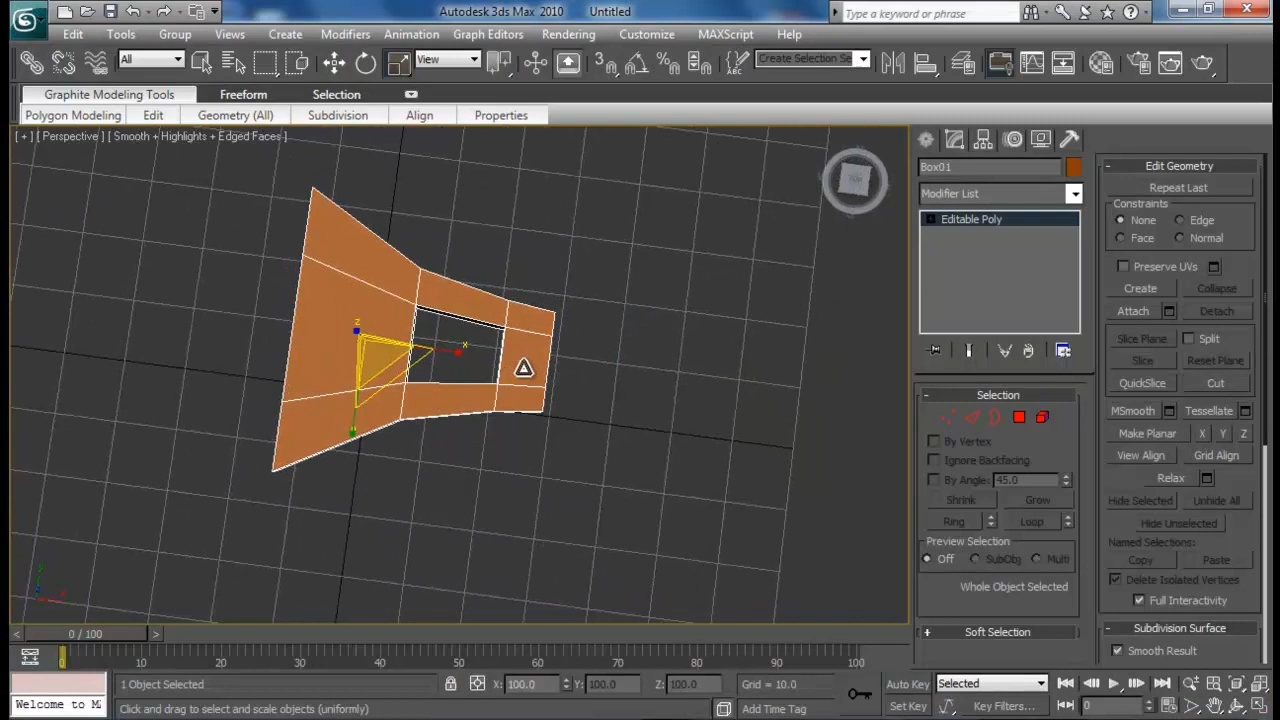 Autodesk 3ds Max 2010 Untitled
Type a keyword or phrase
Edit Tools Group Views Create Modifiers Animation Graph Editors Rendering Customize MAXScript Help
All View Create Selection Se
Graphite Modeling Tools Freeform Selection
Polygon Modeling Edit Geometry (All) Subdivision Align Properties
[ + ] [ Perspective ] [ Smooth + Highlights + Edged Faces ]
z
x
Box01
Modifier List
Editable Poly
- Selection
By Vertex
Ignore Backfacing
By Angle: 45.0
Shrink Grow
Ring Loop
Preview Selection
Off SubObj Multi
Whole Object Selected
+ Soft Selection
- Edit Geometry
Repeat Last
Constraints
None Edge
Face Normal
Preserve UVs
Create Collapse
Attach Detach
Slice Plane Split
Slice Reset Plane
QuickSlice Cut
MSmooth Tessellate
Make Planar X Y Z
View Align Grid Align
Relax
Hide Selected Unhide All
Hide Unselected
Named Selections:
Copy Paste
Delete Isolated Vertices
Full Interactivity
- Subdivision Surface
Smooth Result
< 0 / 100 >
0 10 20 30 40 50 60 70 80 90 100
1 Object Selected X: 100.0 Y: 100.0 Z: 100.0 Grid = 10.0 Auto Key Selected
Welcome to MA Click and drag to select and scale objects (uniformly) Add Time Tag Set Key Key Filters... 0